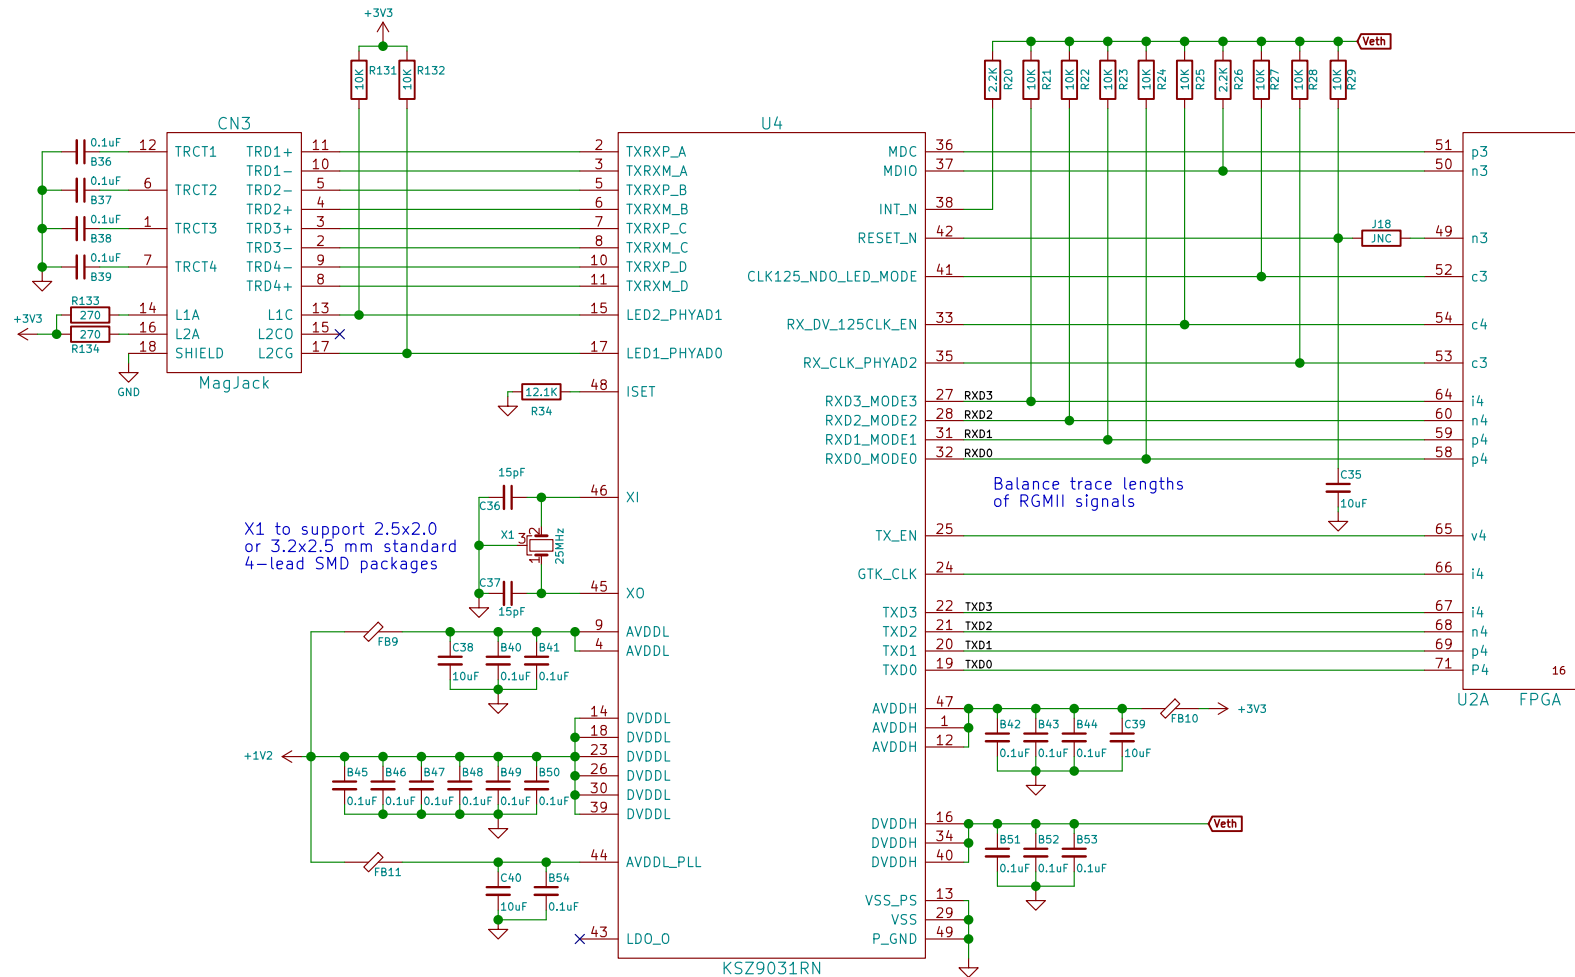 +3V3
R131
10K
R132
10K
Veth
2.2K
R20
10K
R21
10K
R22
10K
R23
10K
R24
10K
R25
2.2K
R26
10K
R27
10K
R28
10K
R29
CN3
12 TRCT1
6 TRCT2
1 TRCT3
7 TRCT4
14 L1A
16 L2A
18 SHIELD
TRD1+ 11
TRD1- 10
TRD2- 5
TRD2+ 4
TRD3+ 3
TRD3- 2
TRD4- 9
TRD4+ 8
L1C 13
L2CO 15
L2CG 17
MagJack
0.1uF
B36
0.1uF
B37
0.1uF
B38
0.1uF
B39
R133
270
+3V3
270
R134
GND
U4
2 TXRXP_A
3 TXRXM_A
5 TXRXP_B
6 TXRXM_B
7 TXRXP_C
8 TXRXM_C
10 TXRXP_D
11 TXRXM_D
15 LED2_PHYAD1
17 LED1_PHYAD0
48 ISET
46 XI
45 XO
9 AVDDL
4 AVDDL
14 DVDDL
18 DVDDL
23 DVDDL
26 DVDDL
30 DVDDL
39 DVDDL
44 AVDDL_PLL
43 LDO_O
MDC 36
MDIO 37
INT_N 38
RESET_N 42
CLK125_NDO_LED_MODE 41
RX_DV_125CLK_EN 33
RX_CLK_PHYAD2 35
RXD3_MODE3 27 RXD3
RXD2_MODE2 28 RXD2
RXD1_MODE1 31 RXD1
RXD0_MODE0 32 RXD0
TX_EN 25
GTK_CLK 24
TXD3 22 TXD3
TXD2 21 TXD2
TXD1 20 TXD1
TXD0 19 TXD0
AVDDH 47
AVDDH 1
AVDDH 12
DVDDH 16
DVDDH 34
DVDDH 40
VSS_PS 13
VSS 29
P_GND 49
KSZ9031RN
12.1K
R34
15pF
C36
X1
3
2
1
25MHz
C37
15pF
X1 to support 2.5x2.0
or 3.2x2.5 mm standard
4-lead SMD packages
FB9
C38
10uF
B40
0.1uF
B41
0.1uF
+1V2
B45
0.1uF
B46
0.1uF
B47
0.1uF
B48
0.1uF
B49
0.1uF
B50
0.1uF
FB11
C40
10uF
B54
0.1uF
Balance trace lengths
of RGMII signals
J18
JNC
C35
10uF
51 p3
50 n3
49 n3
52 c3
54 c4
53 c3
64 i4
60 n4
59 p4
58 p4
65 v4
66 i4
67 i4
68 n4
69 p4
71 P4
16
U2A
FPGA
B42
0.1uF
B43
0.1uF
B44
0.1uF
C39
10uF
FB10
+3V3
Veth
B51
0.1uF
B52
0.1uF
B53
0.1uF